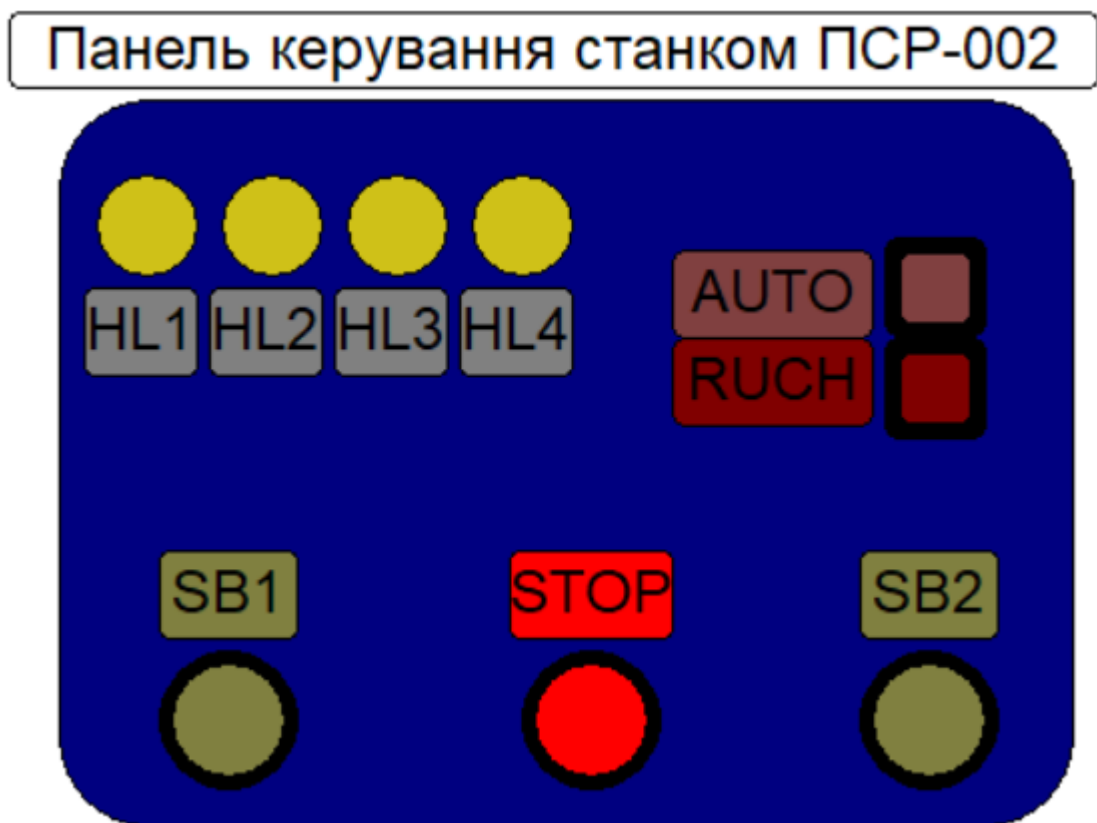 Панель керування станком ПСР-002
HL1 HL2 HL3 HL4
AUTO
RUCH
SB1 STOP SB2